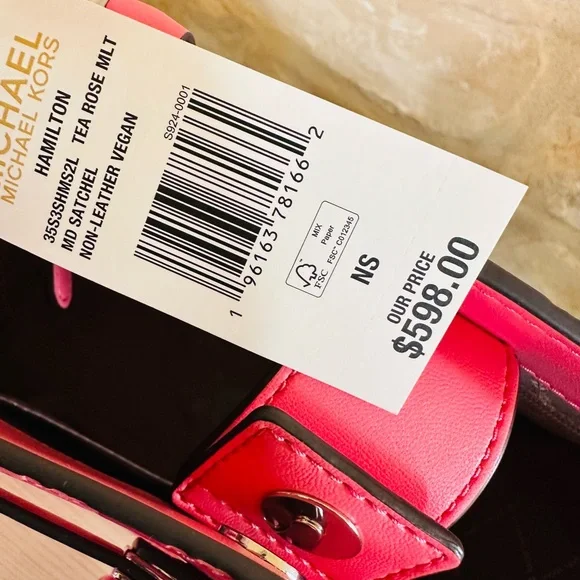 MICHAEL
MICHAEL KORS
HAMILTON
35S3SHMS2L TEA ROSE MLT
MD SATCHEL
NON-LEATHER VEGAN
S924-0001
1 96163 78166 2
FSC
MIX
Paper
FSC™ C012345
NS
OUR PRICE
$598.00